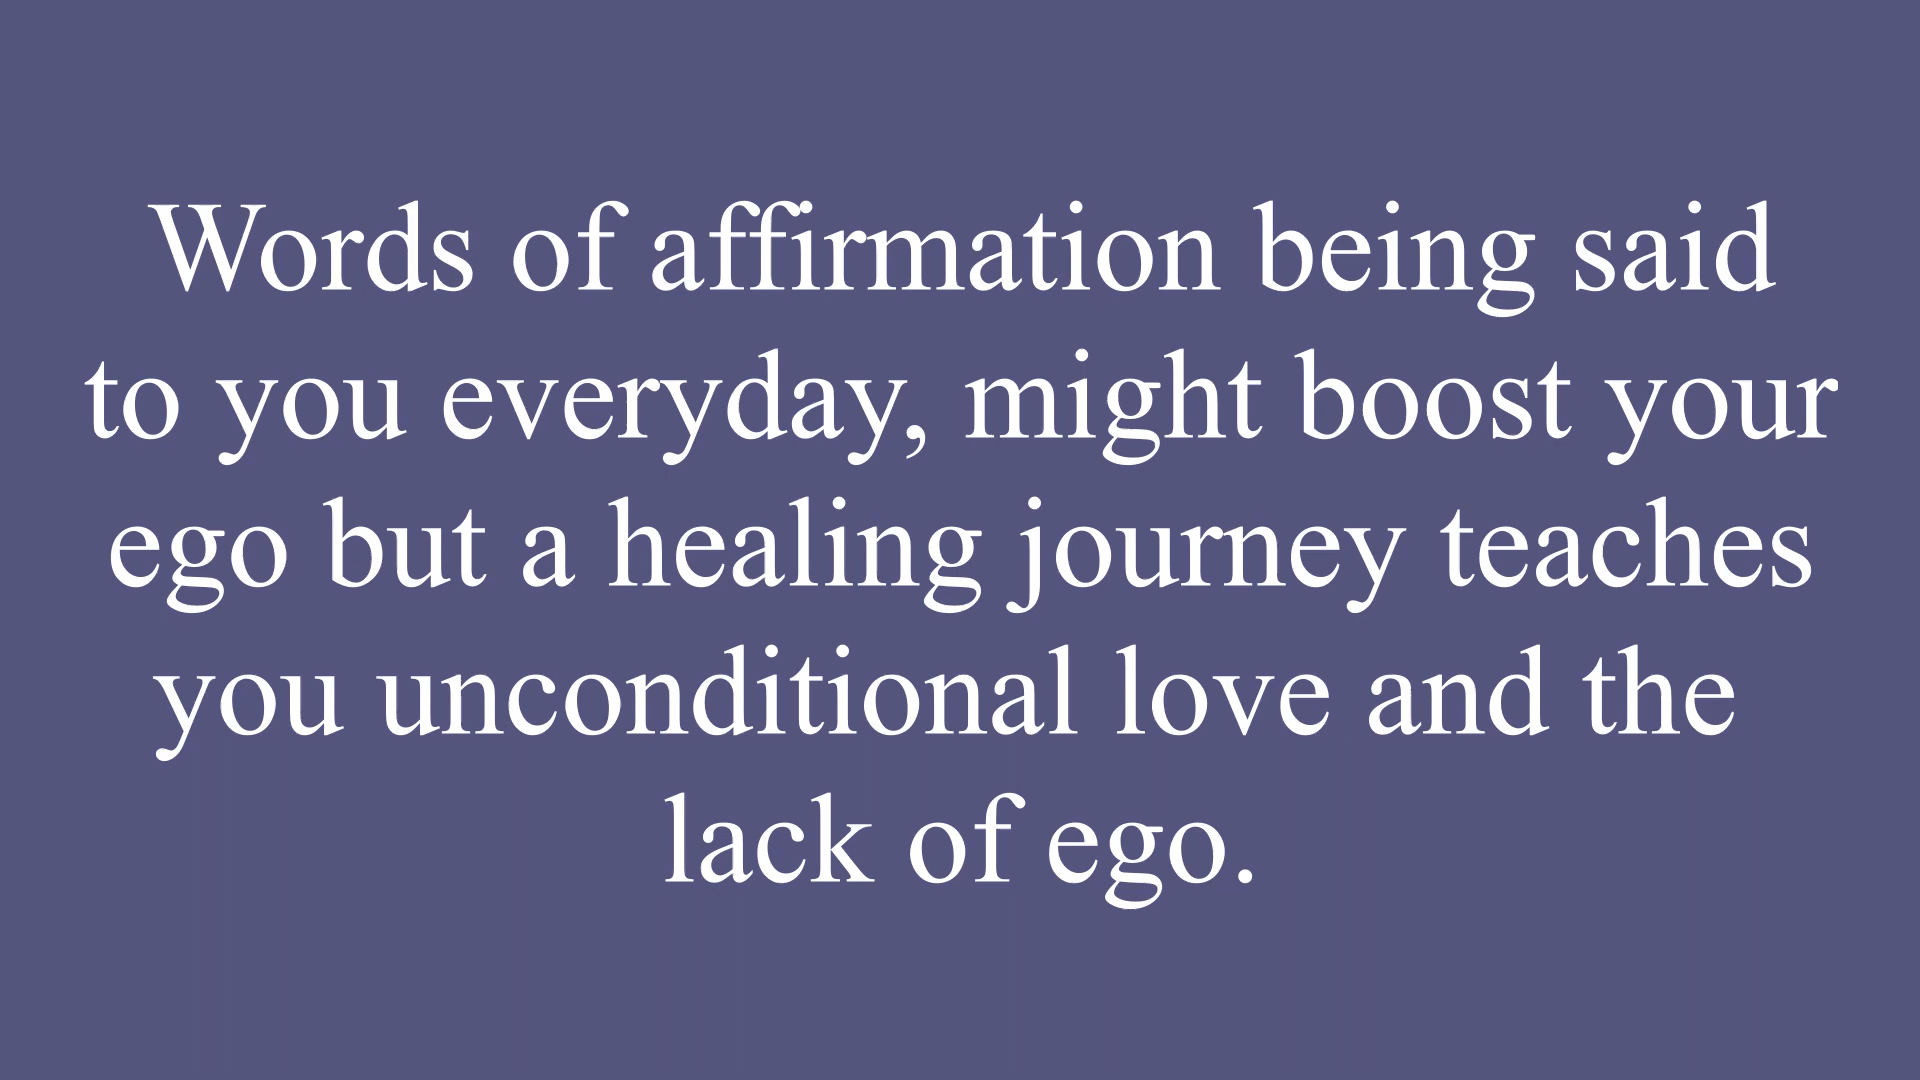 Words of affirmation being said
to you everyday, might boost your
ego but a healing journey teaches
you unconditional love and the
lack of ego.